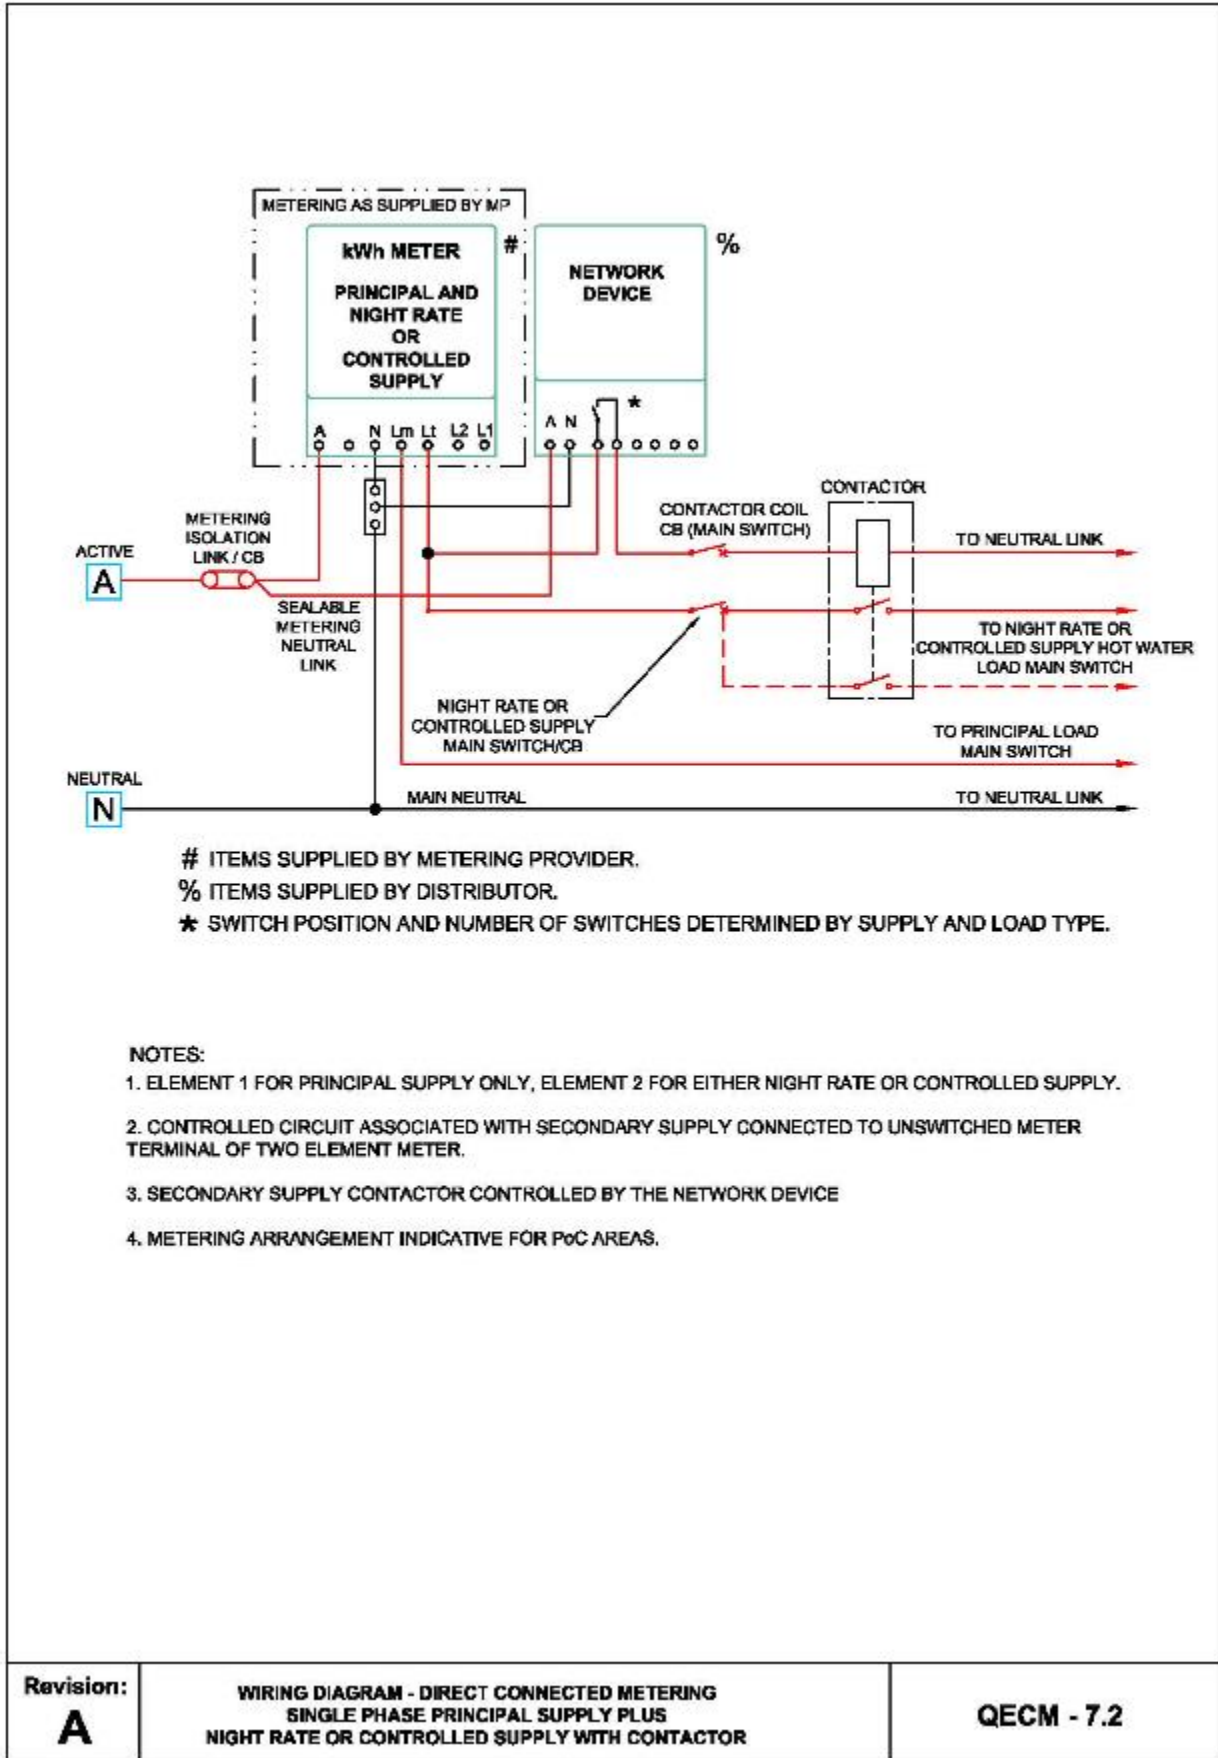 METERING AS SUPPLIED BY MP
kWh METER
PRINCIPAL AND
NIGHT RATE
OR
CONTROLLED
SUPPLY
#
A N Lm Lt L2 L1
NETWORK
DEVICE
%
*
A N
METERING
ISOLATION
LINK / CB
ACTIVE
A
SEALABLE
METERING
NEUTRAL
LINK
CONTACTOR COIL
CB (MAIN SWITCH)
CONTACTOR
TO NEUTRAL LINK
TO NIGHT RATE OR
CONTROLLED SUPPLY HOT WATER
LOAD MAIN SWITCH
NIGHT RATE OR
CONTROLLED SUPPLY
MAIN SWITCH/CB
TO PRINCIPAL LOAD
MAIN SWITCH
NEUTRAL
N
MAIN NEUTRAL
TO NEUTRAL LINK
# ITEMS SUPPLIED BY METERING PROVIDER.
% ITEMS SUPPLIED BY DISTRIBUTOR.
* SWITCH POSITION AND NUMBER OF SWITCHES DETERMINED BY SUPPLY AND LOAD TYPE.
NOTES:
1. ELEMENT 1 FOR PRINCIPAL SUPPLY ONLY, ELEMENT 2 FOR EITHER NIGHT RATE OR CONTROLLED SUPPLY.
2. CONTROLLED CIRCUIT ASSOCIATED WITH SECONDARY SUPPLY CONNECTED TO UNSWITCHED METER
TERMINAL OF TWO ELEMENT METER.
3. SECONDARY SUPPLY CONTACTOR CONTROLLED BY THE NETWORK DEVICE
4. METERING ARRANGEMENT INDICATIVE FOR PoC AREAS.
Revision:
A
WIRING DIAGRAM - DIRECT CONNECTED METERING
SINGLE PHASE PRINCIPAL SUPPLY PLUS
NIGHT RATE OR CONTROLLED SUPPLY WITH CONTACTOR
QECM - 7.2